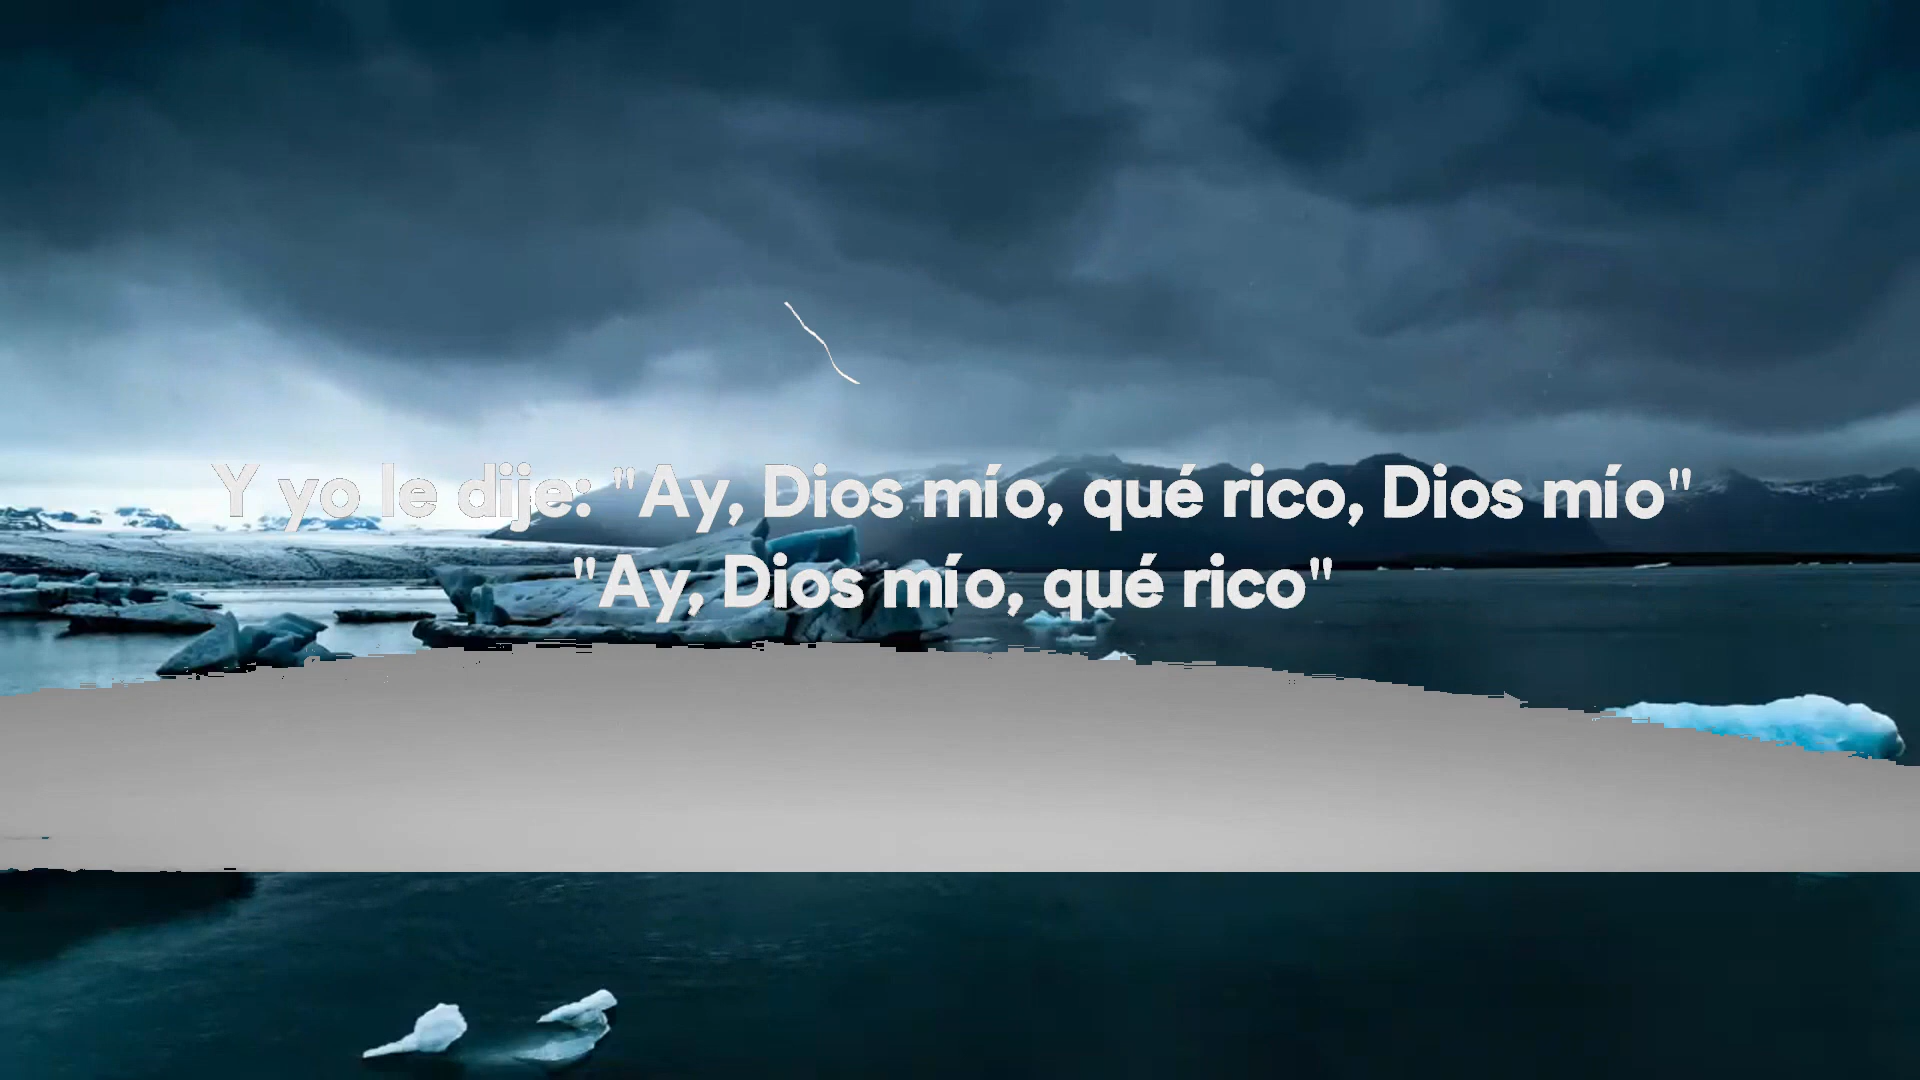 Y yo le dije: "Ay, Dios mío, qué rico, Dios mío"
"Ay, Dios mío, qué rico"